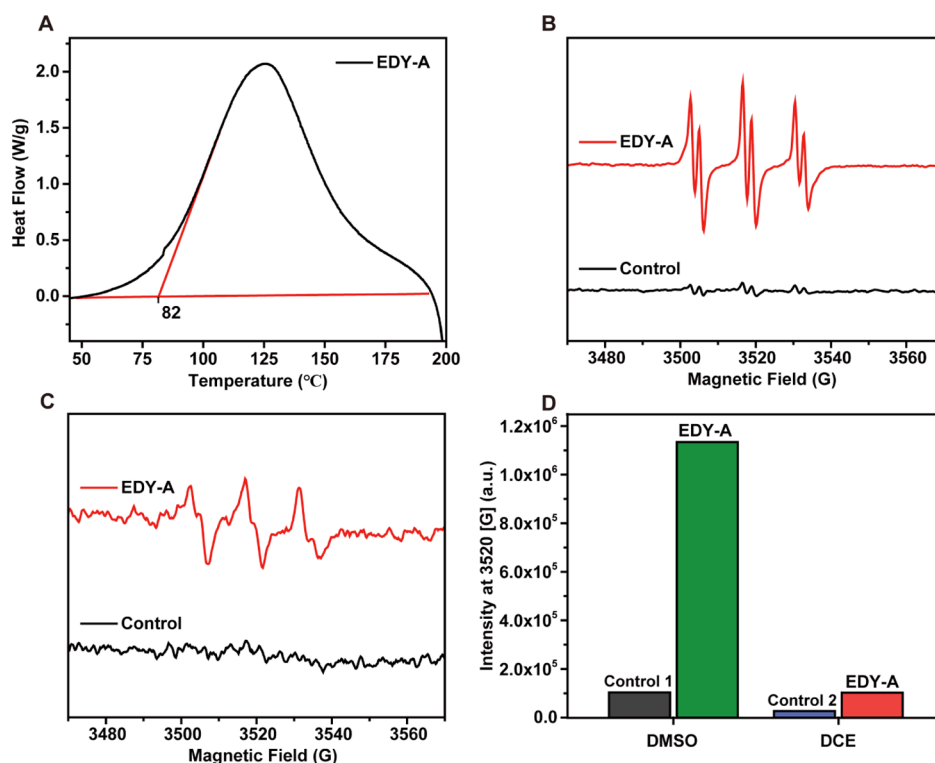 A
EDY-A
Heat Flow (W/g)
2.0
1.5
1.0
0.5
0.0
82
50 75 100 125 150 175 200
Temperature (℃)
B
EDY-A
Control
3480 3500 3520 3540 3560
Magnetic Field (G)
C
EDY-A
Control
3480 3500 3520 3540 3560
Magnetic Field (G)
D
Intensity at 3520 [G] (a.u.)
1.2x10⁶
1.0x10⁶
8.0x10⁵
6.0x10⁵
4.0x10⁵
2.0x10⁵
0.0
EDY-A
Control 1
Control 2
EDY-A
DMSO DCE